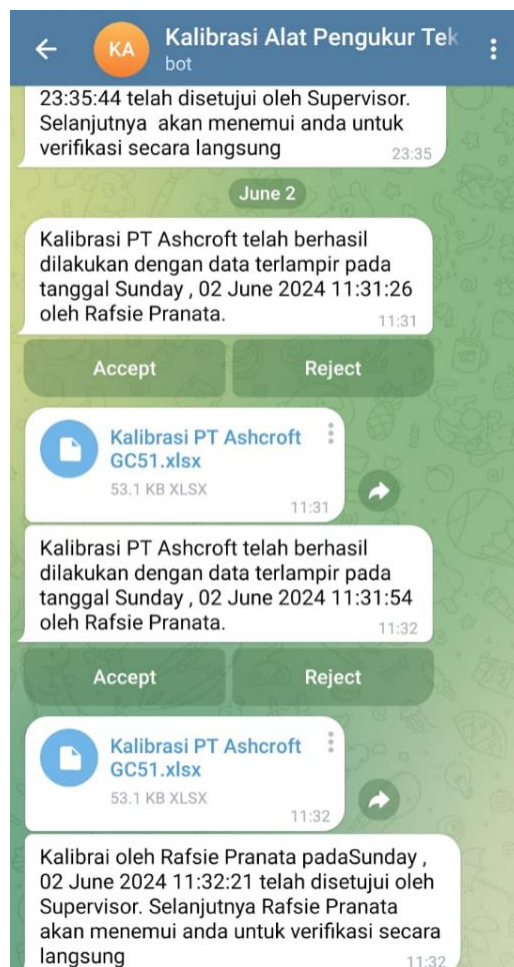 KA
Kalibrasi Alat Pengukur Tek
bot
23:35:44 telah disetujui oleh Supervisor.
Selanjutnya  akan menemui anda untuk
verifikasi secara langsung
23:35
June 2
Kalibrasi PT Ashcroft telah berhasil
dilakukan dengan data terlampir pada
tanggal Sunday , 02 June 2024 11:31:26
oleh Rafsie Pranata.
11:31
Accept
Reject
Kalibrasi PT Ashcroft
GC51.xlsx
53.1 KB XLSX
11:31
Kalibrasi PT Ashcroft telah berhasil
dilakukan dengan data terlampir pada
tanggal Sunday , 02 June 2024 11:31:54
oleh Rafsie Pranata.
11:32
Accept
Reject
Kalibrasi PT Ashcroft
GC51.xlsx
53.1 KB XLSX
11:32
Kalibrai oleh Rafsie Pranata padaSunday ,
02 June 2024 11:32:21 telah disetujui oleh
Supervisor. Selanjutnya Rafsie Pranata
akan menemui anda untuk verifikasi secara
langsung
11:32